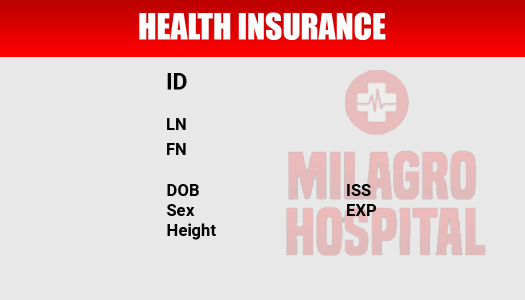 HEALTH INSURANCE
ID
LN
FN
MILAGRO
HOSPITAL
DOB
ISS
Sex
EXP
Height